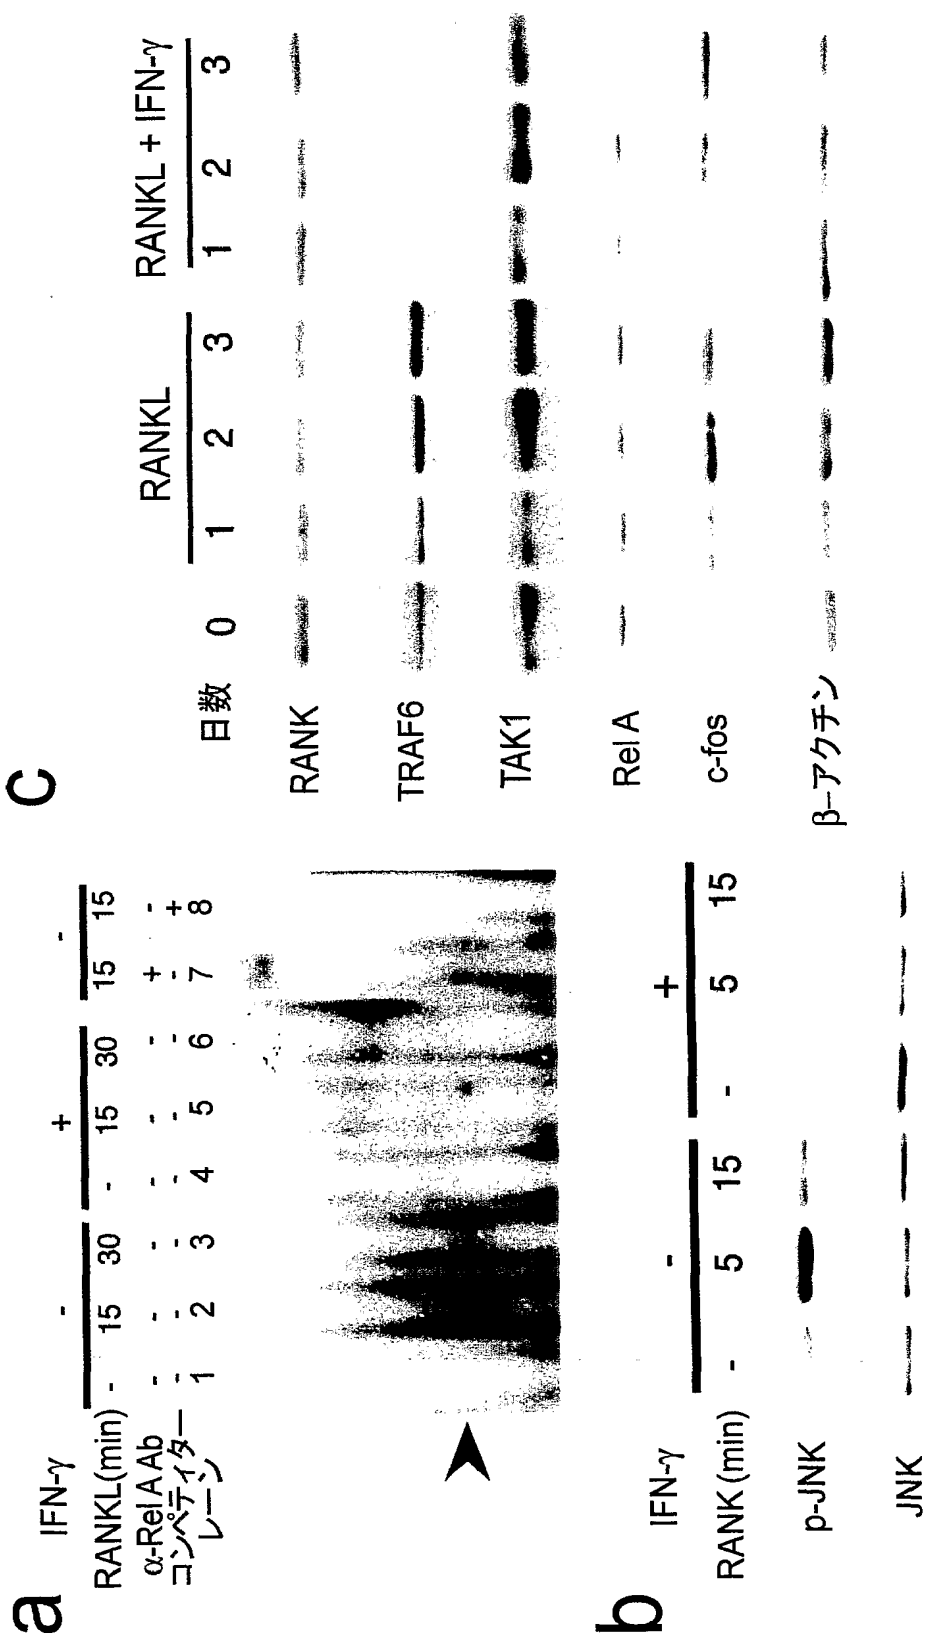 a
IFN-γ - + -
RANKL(min) - 15 30 - 15 30 15 15
α-Rel A Ab - - - - - - + -
コンペティター - - - - - - - +
レーン 1 2 3 4 5 6 7 8
b
IFN-γ - +
RANK (min) - 5 15 - 5 15
p-JNK
JNK
c
RANKL RANKL + IFN-γ
日数 0 1 2 3 1 2 3
RANK
TRAF6
TAK1
Rel A
c-fos
β-アクチン